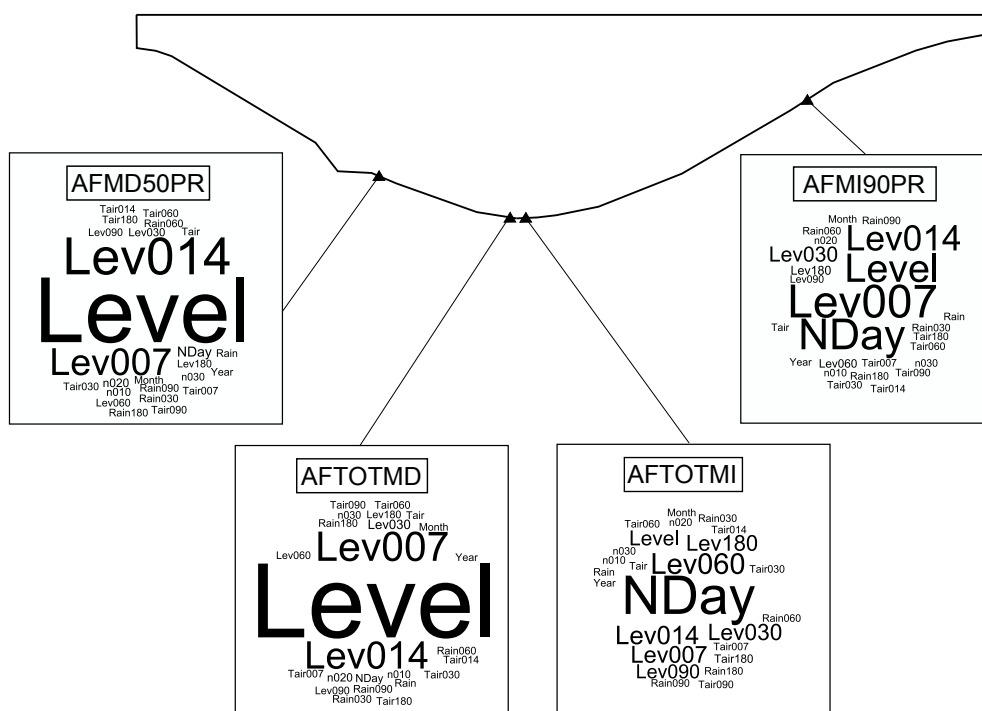 AFMD50PR
Tair014 Tair060
Tair180 Rain060
Lev090 Lev030 Tair
Lev014
Level
Lev007 NDay Rain
Lev180
Year
Tair030 n020 Month n030
n010 Rain090 Tair007
Lev060 Rain030
Rain180 Tair090
AFTOTMD
Tair090 Tair060
n030 Lev180 Tair
Rain180 Lev030 Month
Lev007
Lev060 Year
Level
Lev014 Rain060
Tair014
Tair007 n020 NDay n010 Tair030
Lev090 Rain090 Rain
Rain030 Tair180
AFTOTMI
Month
Tair060 n020 Rain030
Tair014
Level Lev180
n030
n010 Tair Lev060 Tair030
Rain
Year NDay
Rain060
Lev014 Lev030
Tair007
Lev007 Tair180
Lev090 Rain180
Rain090 Tair090
AFMI90PR
Month Rain090
Rain060
n020 Lev014
Lev030
Lev180 Level
Lev090
Lev007
Rain
Tair NDay Rain030
Tair180
Tair060
Year Lev060 Tair007 n030
n010 Rain180 Tair090
Tair030 Tair014